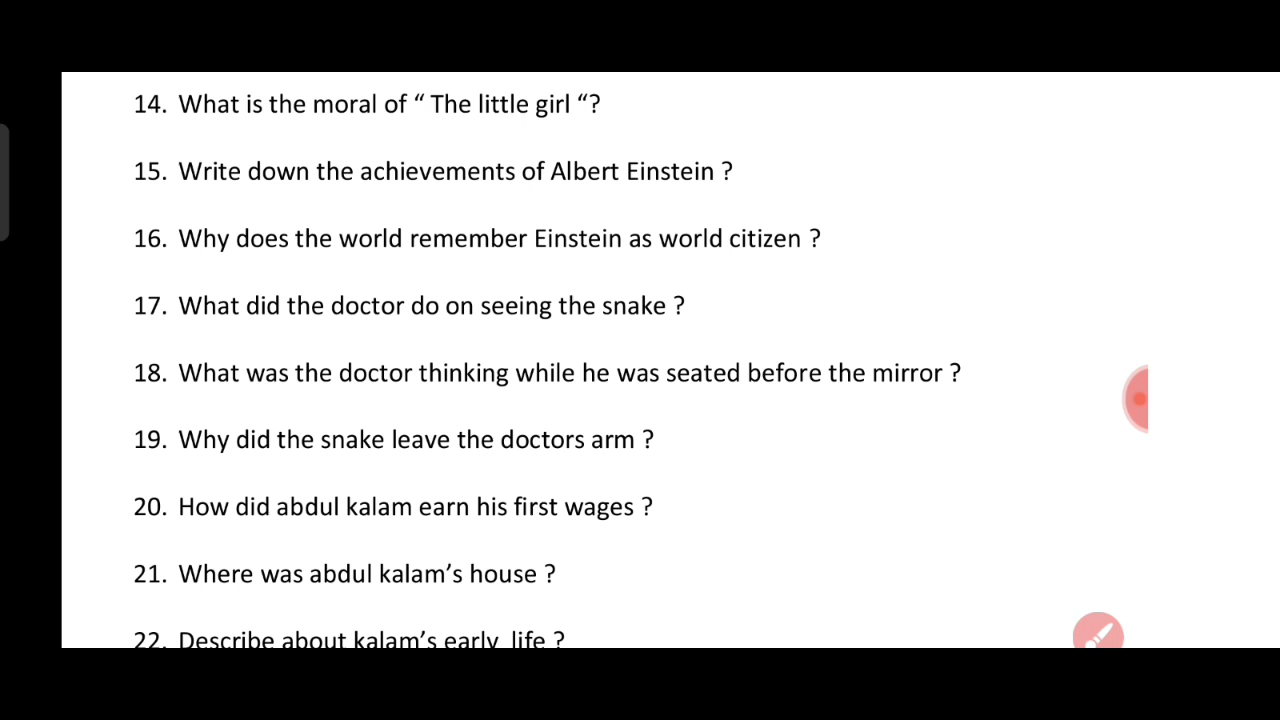 14. What is the moral of “ The little girl “?
15. Write down the achievements of Albert Einstein ?
16. Why does the world remember Einstein as world citizen ?
17. What did the doctor do on seeing the snake ?
18. What was the doctor thinking while he was seated before the mirror ?
19. Why did the snake leave the doctors arm ?
20. How did abdul kalam earn his first wages ?
21. Where was abdul kalam’s house ?
22. Describe about kalam’s early life ?